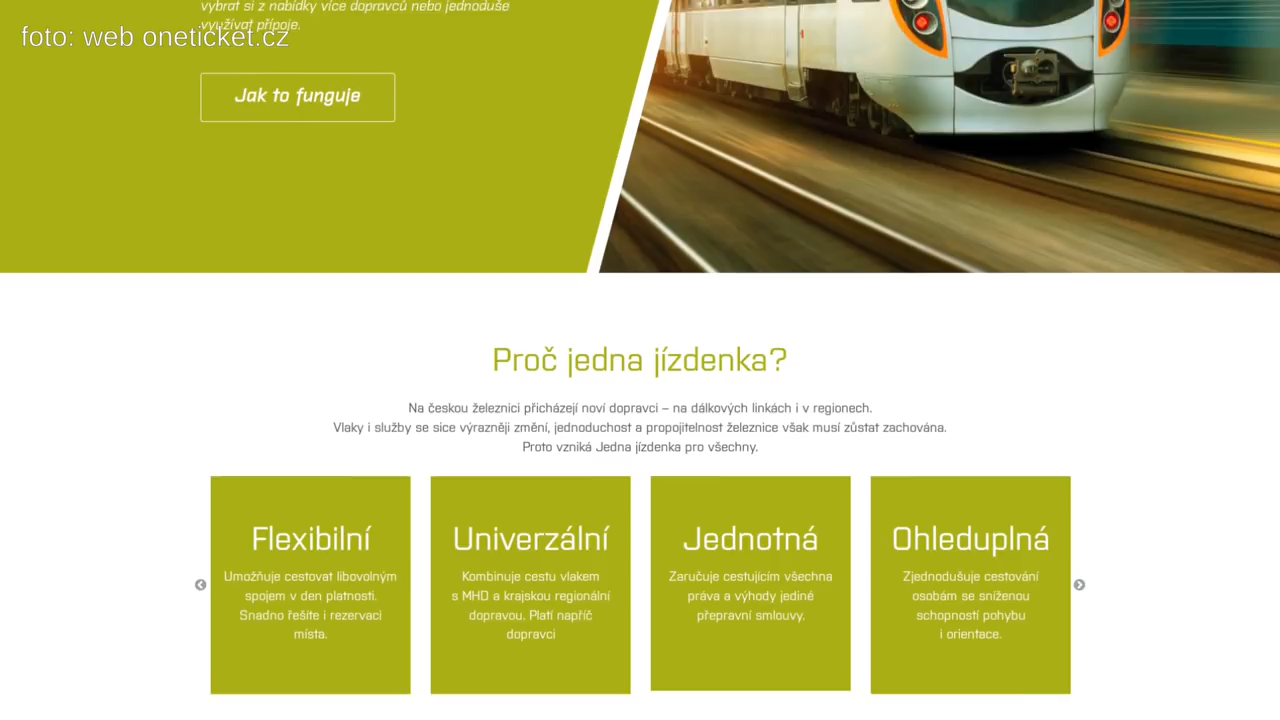 vybrat si z nabídky více dopravců nebo jednoduše
využívat přípoje.
foto: web oneticket.cz
Jak to funguje
Proč jedna jízdenka?
Na českou železnici přicházejí noví dopravci – na dálkových linkách i v regionech.
Vlaky i služby se sice výrazněji změní, jednoduchost a propojitelnost železnice však musí zůstat zachována.
Proto vzniká Jedna jízdenka pro všechny.
Flexibilní
Umožňuje cestovat libovolným
spojem v den platnosti.
Snadno řešíte i rezervaci
místa.
Univerzální
Kombinuje cestu vlakem
s MHD a krajskou regionální
dopravou. Platí napříč
dopravci
Jednotná
Zaručuje cestujícím všechna
práva a výhody jediné
přepravní smlouvy.
Ohleduplná
Zjednodušuje cestování
osobám se sníženou
schopností pohybu
i orientace.